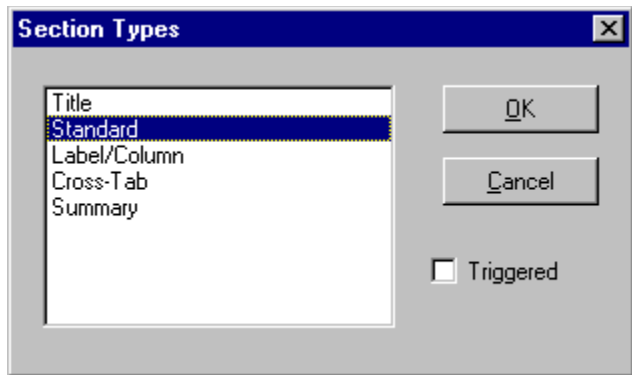 Section Types
Title
Standard
Label/Column
Cross-Tab
Summary
OK
Cancel
Triggered